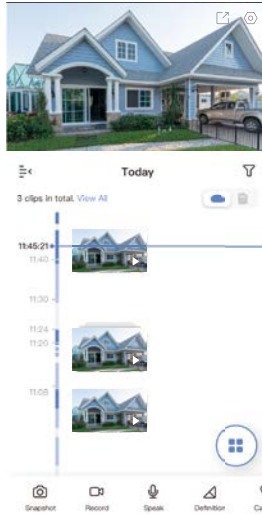 Today
3 clips in total. View All
11:45:21
11:40
11:30
11:24
11:20
11:08
Snapshot
Record
Speak
Definition